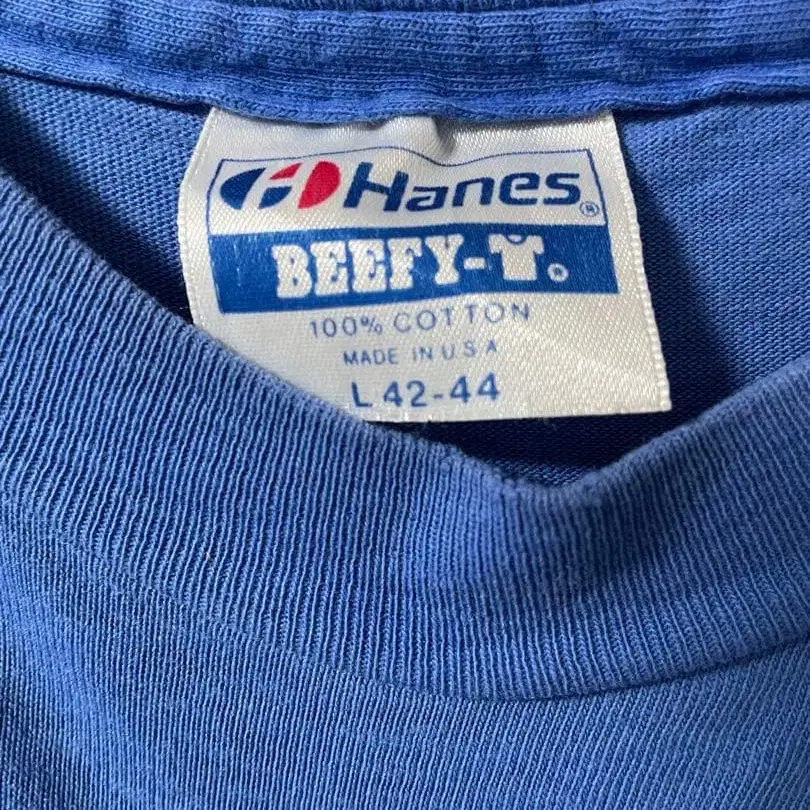 Hanes®
BEEFY-T®
100% COTTON
MADE IN U S A
L 42-44